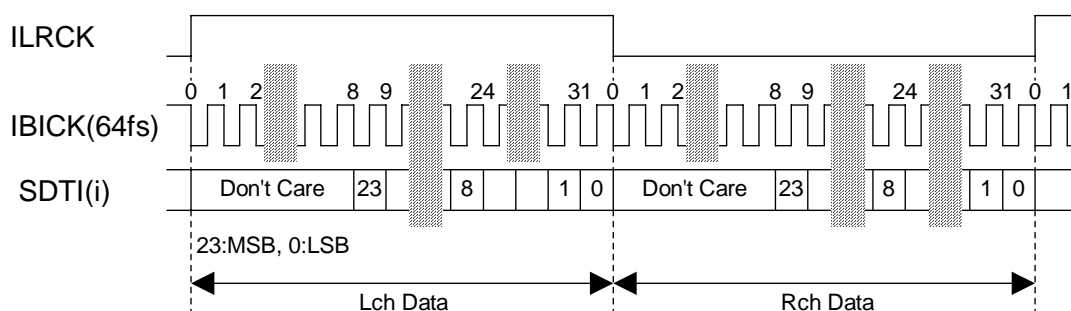 ILRCK
0 1 2 8 9 24 31 0 1 2 8 9 24 31 0 1
IBICK(64fs)
SDTI(i) Don't Care 23 8 1 0 Don't Care 23 8 1 0
23:MSB, 0:LSB
Lch Data Rch Data